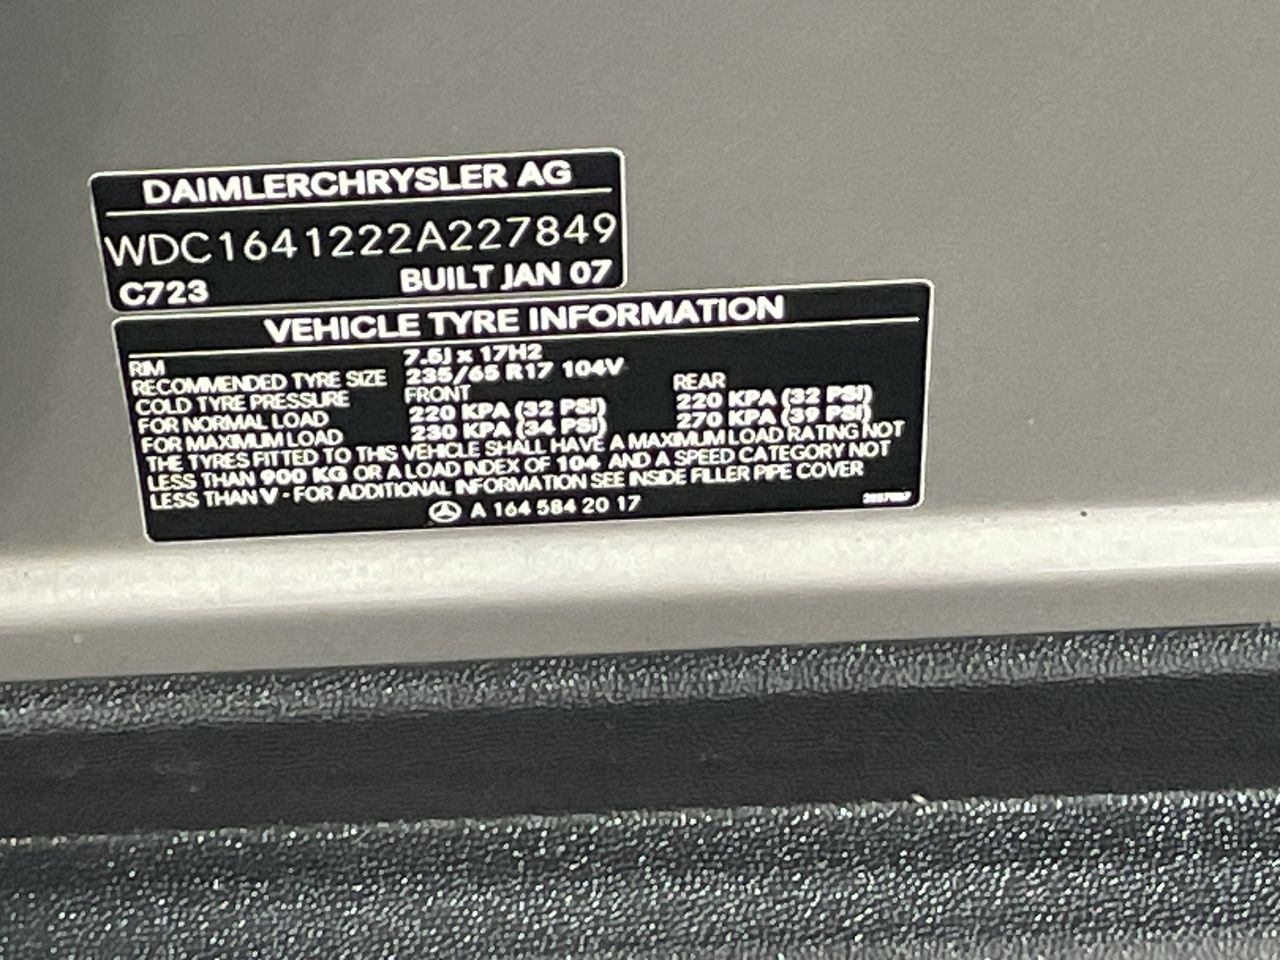 DAIMLERCHRYSLER AG
WDC1641222A227849
C723 BUILT JAN 07
VEHICLE TYRE INFORMATION
RIM 7.5J x 17H2
RECOMMENDED TYRE SIZE 235/65 R17 104V
COLD TYRE PRESSURE FRONT REAR
FOR NORMAL LOAD 220 KPA (32 PSI) 220 KPA (32 PSI)
FOR MAXIMUM LOAD 230 KPA (34 PSI) 270 KPA (39 PSI)
THE TYRES FITTED TO THIS VEHICLE SHALL HAVE A MAXIMUM LOAD RATING NOT
LESS THAN 900 KG OR A LOAD INDEX OF 104 AND A SPEED CATEGORY NOT
LESS THAN V - FOR ADDITIONAL INFORMATION SEE INSIDE FILLER PIPE COVER
A 164 584 20 17